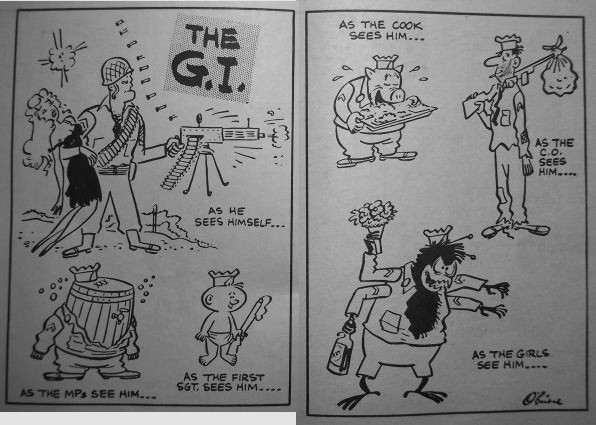 THE
G.I.
AS HE
SEES HIMSELF...
AS THE MPs SEE HIM...
AS THE FIRST
SGT. SEES HIM....
AS THE COOK
SEES HIM...
AS THE
C.O.
SEES
HIM....
AS THE GIRLS
SEE HIM....